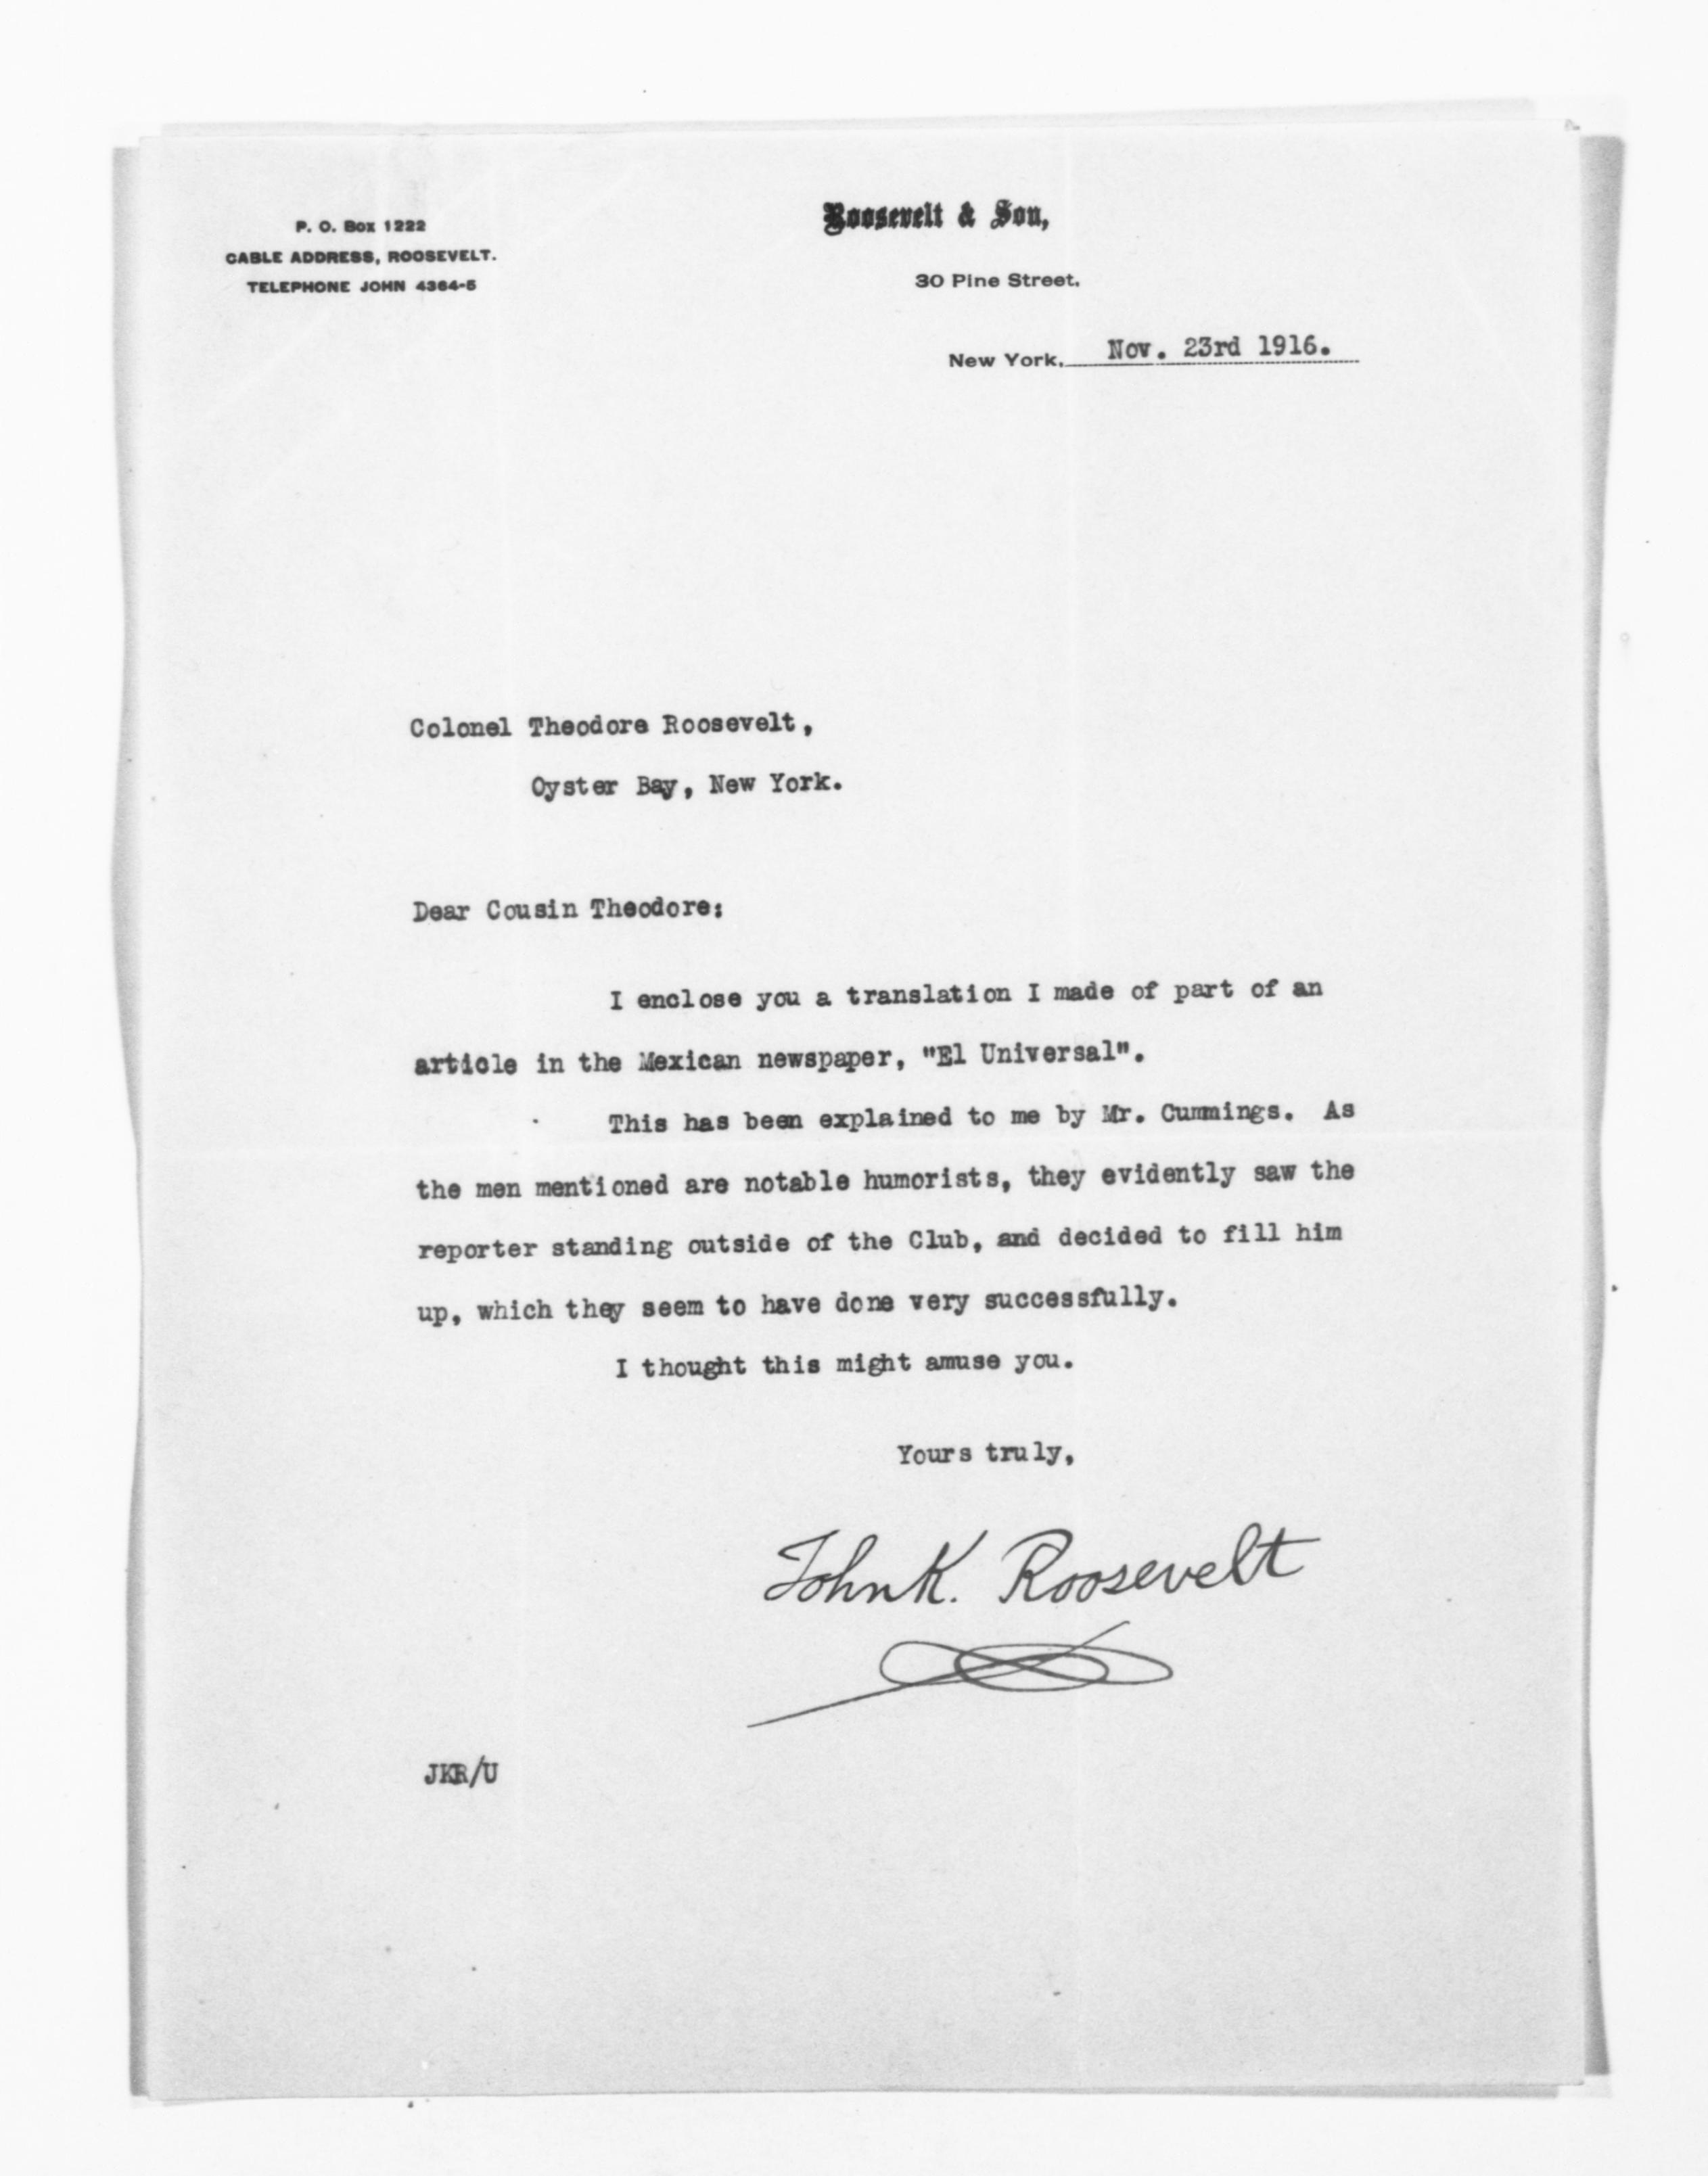 P. O. Box 1222
CABLE ADDRESS, ROOSEVELT.
TELEPHONE JOHN 4364-5
Roosevelt & Son,
30 Pine Street.
New York, Nov. 23rd 1916.
Colonel Theodore Roosevelt,
Oyster Bay, New York.
Dear Cousin Theodore:
I enclose you a translation I made of part of an
article in the Mexican newspaper, "El Universal".
This has been explained to me by Mr. Cummings. As
the men mentioned are notable humorists, they evidently saw the
reporter standing outside of the Club, and decided to fill him
up, which they seem to have done very successfully.
I thought this might amuse you.
Yours truly,
John K. Roosevelt
JKR/U